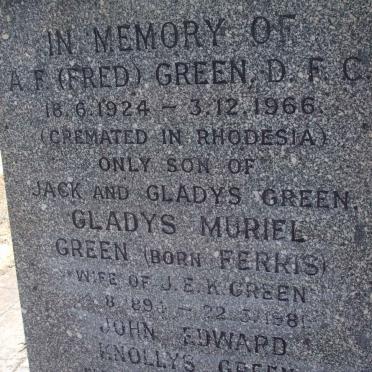 IN MEMORY OF
A. F. (FRED) GREEN, D. F. C.
18.6.1924 – 3.12.1966.
(CREMATED IN RHODESIA)
ONLY SON OF
JACK AND GLADYS GREEN.
GLADYS MURIEL
GREEN (BORN FERRIS)
WIFE OF J. E. K. GREEN
JOHN EDWARD
KNOLLYS GREEN